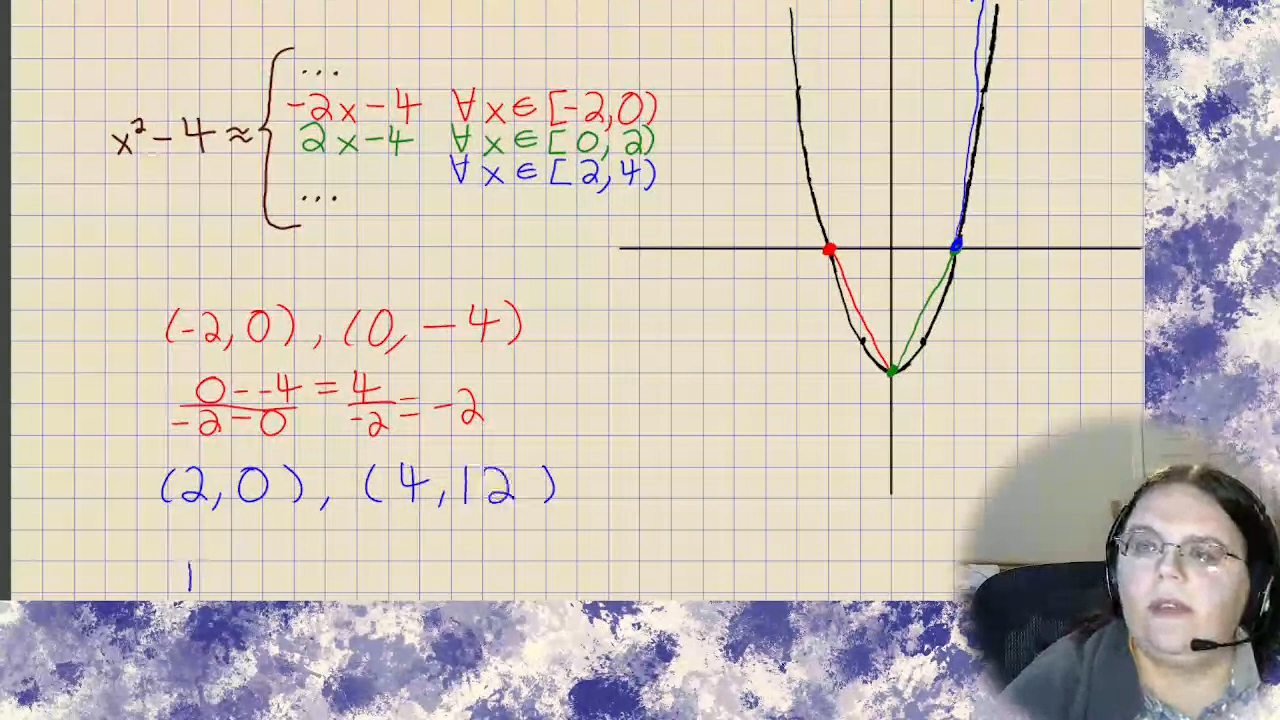 ...
-2x-4 ∀x∈[-2,0)
x²-4≈{ 2x-4 ∀x∈[0,2)
∀x∈[2,4)
...
(-2,0), (0,-4)
0--4 = 4
-2-0 -2 = -2
(2,0), (4,12)
1